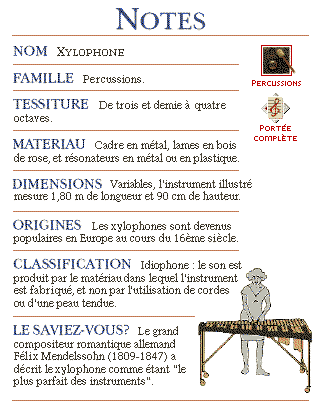 NOTES
NOM XYLOPHONE
FAMILLE Percussions.
PERCUSSIONS
TESSITURE De trois et demie à quatre
octaves.
PORTÉE
COMPLÈTE
MATERIAU Cadre en métal, lames en bois
de rose, et résonateurs en métal ou en plastique.
DIMENSIONS Variables, l'instrument illustré
mesure 1,80 m de longueur et 90 cm de hauteur.
ORIGINES Les xylophones sont devenus
populaires en Europe au cours du 16ème siècle.
CLASSIFICATION Idiophone : le son est
produit par le matériau dans lequel l'instrument
est fabriqué, et non par l'utilisation de cordes
ou d'une peau tendue.
LE SAVIEZ-VOUS? Le grand
compositeur romantique allemand
Félix Mendelssohn (1809-1847) a
décrit le xylophone comme étant "le
plus parfait des instruments".